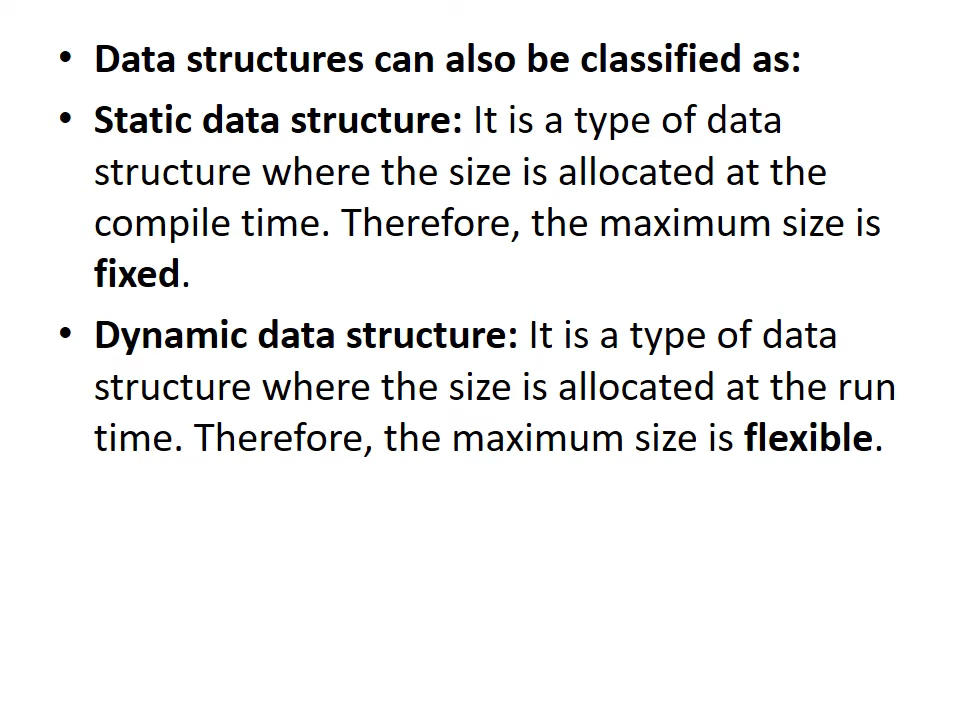 • Data structures can also be classified as:
• Static data structure: It is a type of data
structure where the size is allocated at the
compile time. Therefore, the maximum size is
fixed.
• Dynamic data structure: It is a type of data
structure where the size is allocated at the run
time. Therefore, the maximum size is flexible.